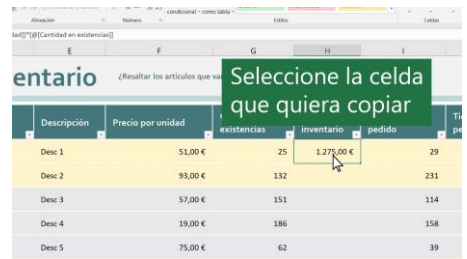 condicional - como tabla -
Alineación Número Estilos Celdas
dad]]*[@[Cantidad en existencias]]
E F G H I
entario ¿Resaltar los artículos que
Seleccione la celda
que quiera copiar
Descripción Precio por unidad existencias inventario pedido
Desc 1 51,00 € 25 1.275,00 € 29
Desc 2 93,00 € 132 231
Desc 3 57,00 € 151 114
Desc 4 19,00 € 186 158
Desc 5 75,00 € 62 39